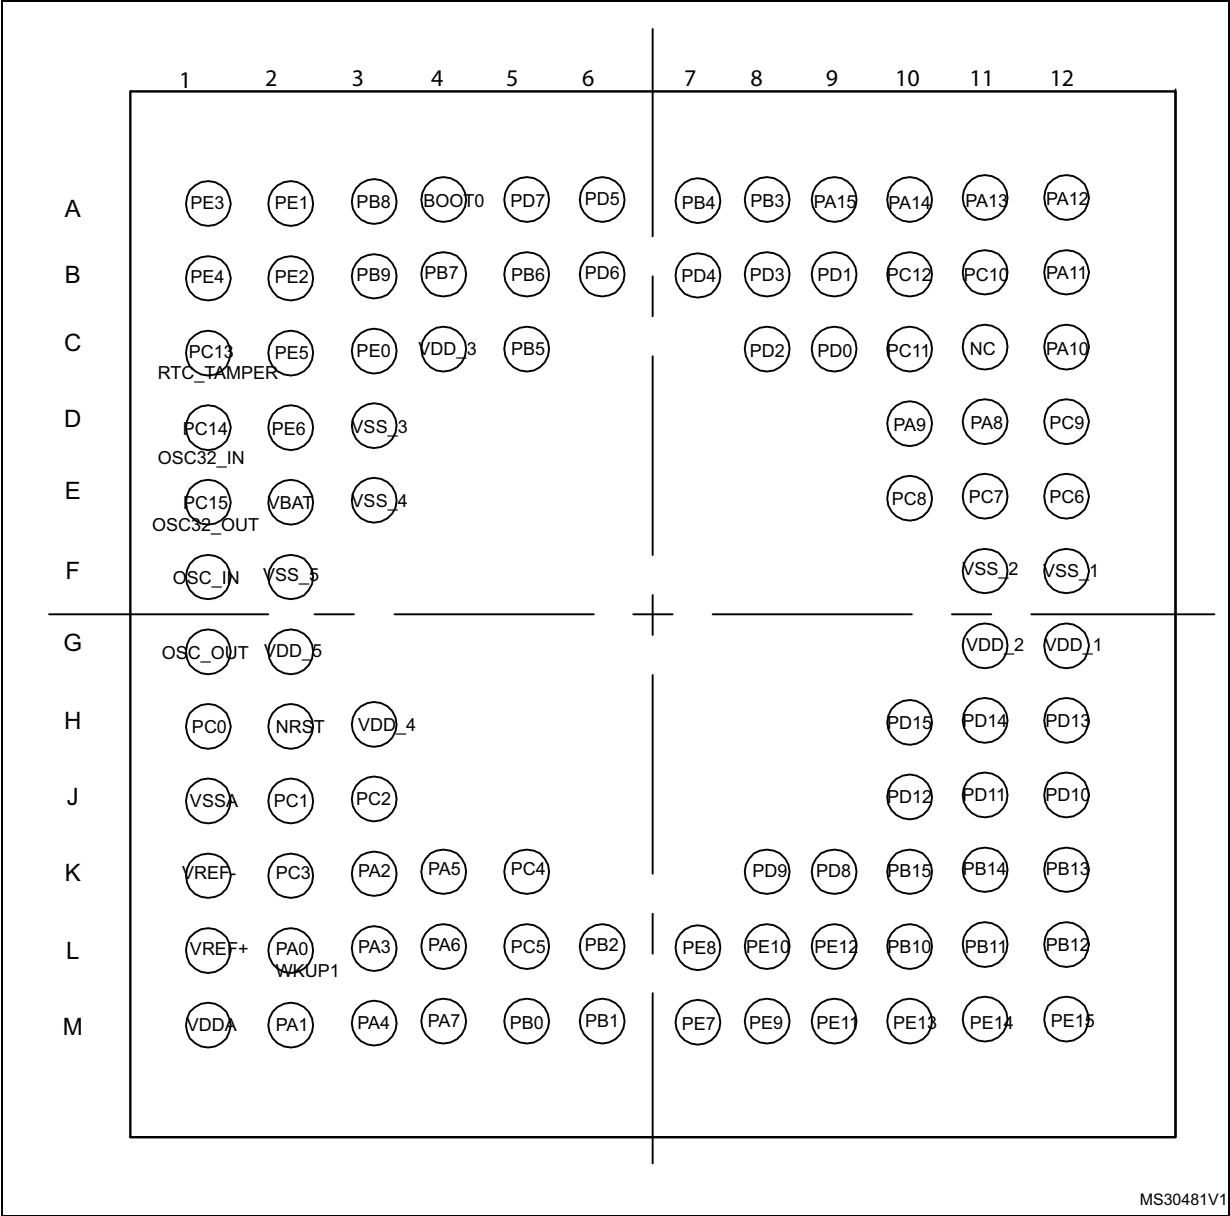 1 2 3 4 5 6 7 8 9 10 11 12
A PE3 PE1 PB8 BOOT0 PD7 PD5 PB4 PB3 PA15 PA14 PA13 PA12
B PE4 PE2 PB9 PB7 PB6 PD6 PD4 PD3 PD1 PC12 PC10 PA11
C PC13 PE5 PE0 VDD_3 PB5 PD2 PD0 PC11 NC PA10
RTC_TAMPER
D PC14 PE6 VSS_3 PA9 PA8 PC9
OSC32_IN
E PC15 VBAT VSS_4 PC8 PC7 PC6
OSC32_OUT
F OSC_IN VSS_5 VSS_2 VSS_1
G OSC_OUT VDD_5 VDD_2 VDD_1
H PC0 NRST VDD_4 PD15 PD14 PD13
J VSSA PC1 PC2 PD12 PD11 PD10
K VREF- PC3 PA2 PA5 PC4 PD9 PD8 PB15 PB14 PB13
L VREF+ PA0 PA3 PA6 PC5 PB2 PE8 PE10 PE12 PB10 PB11 PB12
WKUP1
M VDDA PA1 PA4 PA7 PB0 PB1 PE7 PE9 PE11 PE13 PE14 PE15
MS30481V1